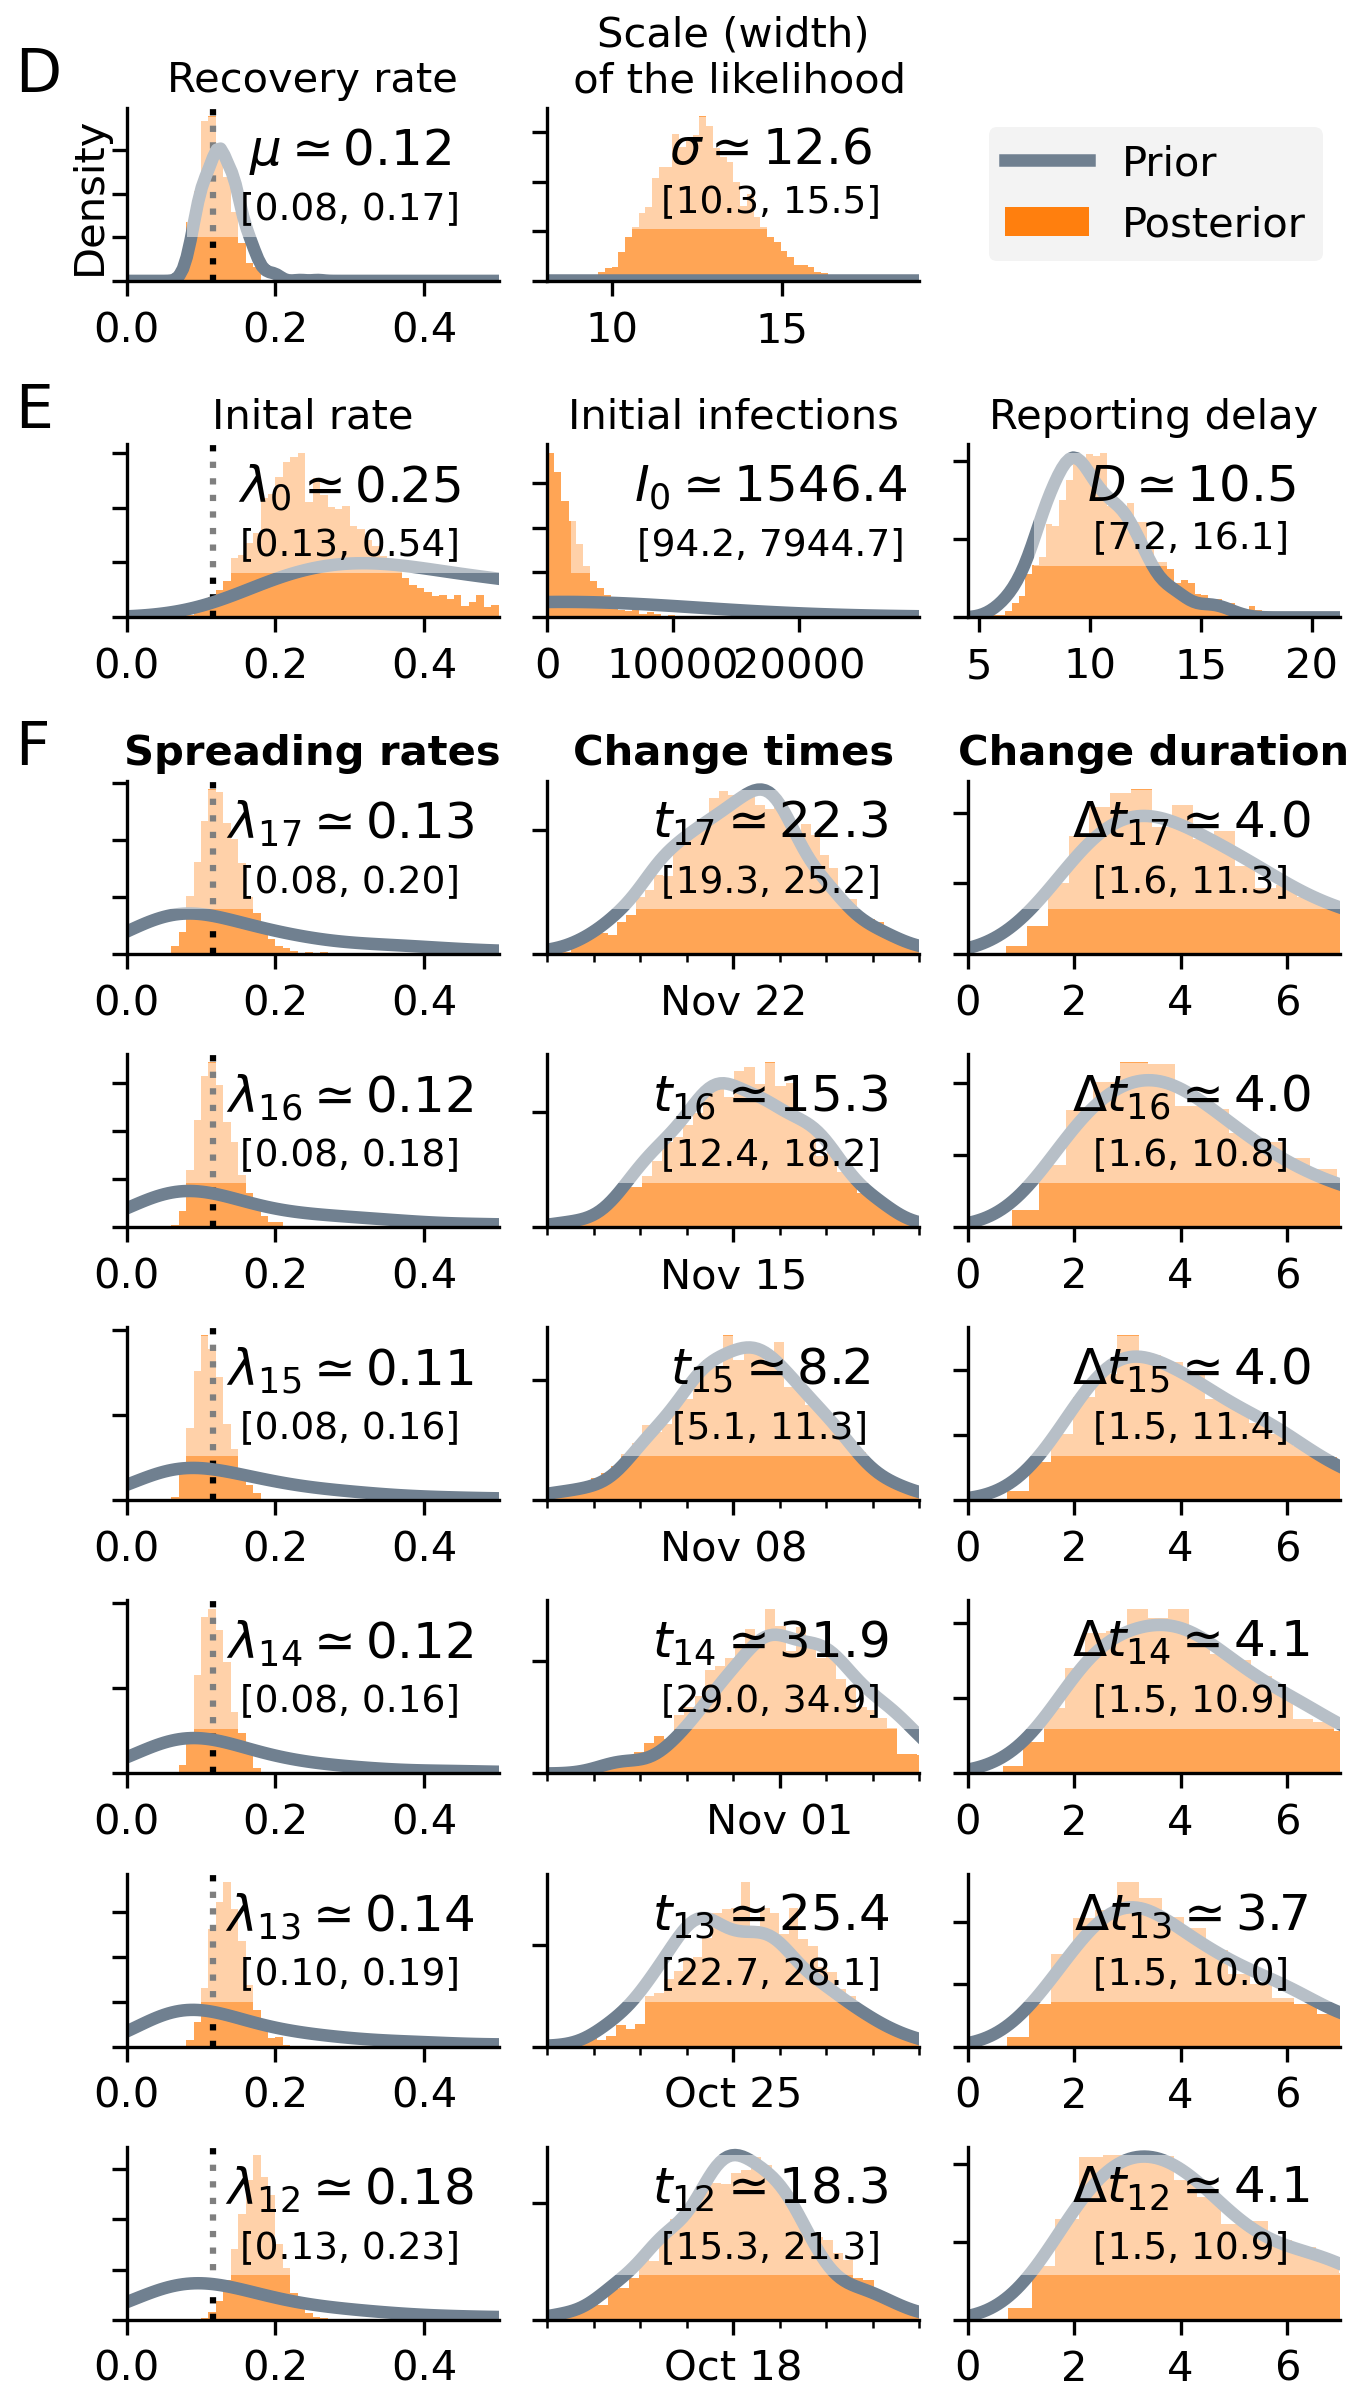 D
Recovery rate
Scale (width)
of the likelihood
Density
μ ≃ 0.12
[0.08, 0.17]
0.0 0.2 0.4
σ ≃ 12.6
[10.3, 15.5]
10 15
Prior
Posterior
E
Inital rate
Initial infections
Reporting delay
λ₀ ≃ 0.25
[0.13, 0.54]
0.0 0.2 0.4
I₀ ≃ 1546.4
[94.2, 7944.7]
0 10000 20000
D ≃ 10.5
[7.2, 16.1]
5 10 15 20
F
Spreading rates
Change times
Change duration
λ₁₇ ≃ 0.13
[0.08, 0.20]
0.0 0.2 0.4
t₁₇ ≃ 22.3
[19.3, 25.2]
Nov 22
Δt₁₇ ≃ 4.0
[1.6, 11.3]
0 2 4 6
λ₁₆ ≃ 0.12
[0.08, 0.18]
0.0 0.2 0.4
t₁₆ ≃ 15.3
[12.4, 18.2]
Nov 15
Δt₁₆ ≃ 4.0
[1.6, 10.8]
0 2 4 6
λ₁₅ ≃ 0.11
[0.08, 0.16]
0.0 0.2 0.4
t₁₅ ≃ 8.2
[5.1, 11.3]
Nov 08
Δt₁₅ ≃ 4.0
[1.5, 11.4]
0 2 4 6
λ₁₄ ≃ 0.12
[0.08, 0.16]
0.0 0.2 0.4
t₁₄ ≃ 31.9
[29.0, 34.9]
Nov 01
Δt₁₄ ≃ 4.1
[1.5, 10.9]
0 2 4 6
λ₁₃ ≃ 0.14
[0.10, 0.19]
0.0 0.2 0.4
t₁₃ ≃ 25.4
[22.7, 28.1]
Oct 25
Δt₁₃ ≃ 3.7
[1.5, 10.0]
0 2 4 6
λ₁₂ ≃ 0.18
[0.13, 0.23]
0.0 0.2 0.4
t₁₂ ≃ 18.3
[15.3, 21.3]
Oct 18
Δt₁₂ ≃ 4.1
[1.5, 10.9]
0 2 4 6